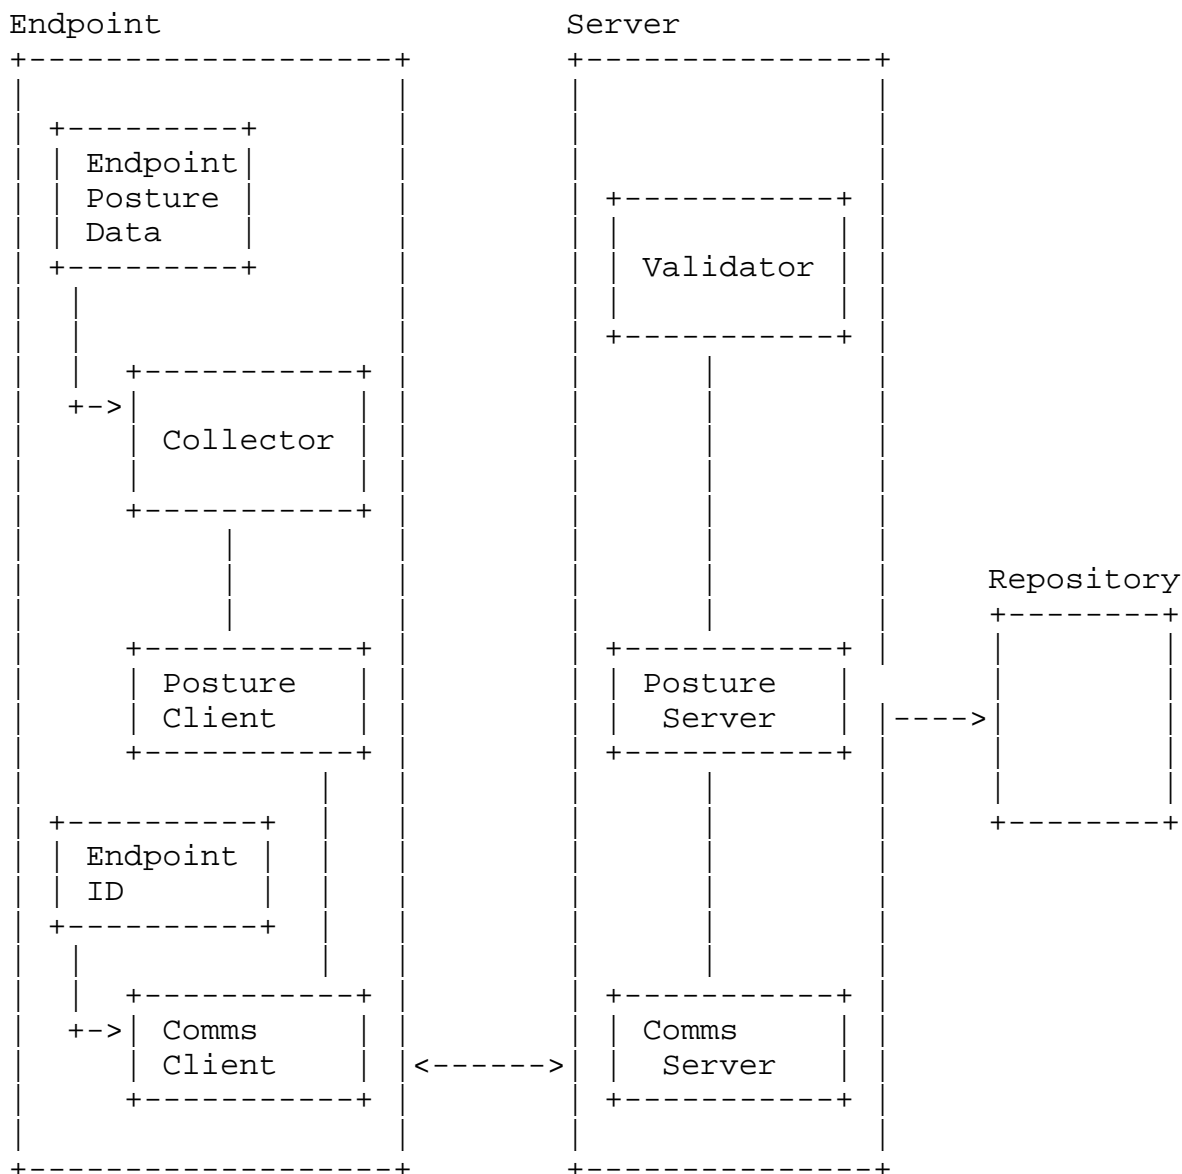 Endpoint
Server
Endpoint
Posture
Data
Validator
Collector
Repository
Posture
Client
Posture
Server
Endpoint
ID
Comms
Client
Comms
Server